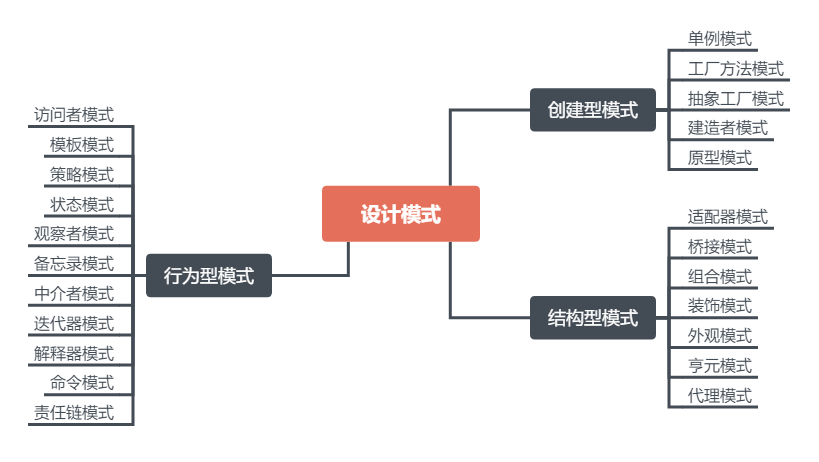 设计模式
创建型模式
单例模式
工厂方法模式
抽象工厂模式
建造者模式
原型模式
结构型模式
适配器模式
桥接模式
组合模式
装饰模式
外观模式
亨元模式
代理模式
行为型模式
访问者模式
模板模式
策略模式
状态模式
观察者模式
备忘录模式
中介者模式
迭代器模式
解释器模式
命令模式
责任链模式